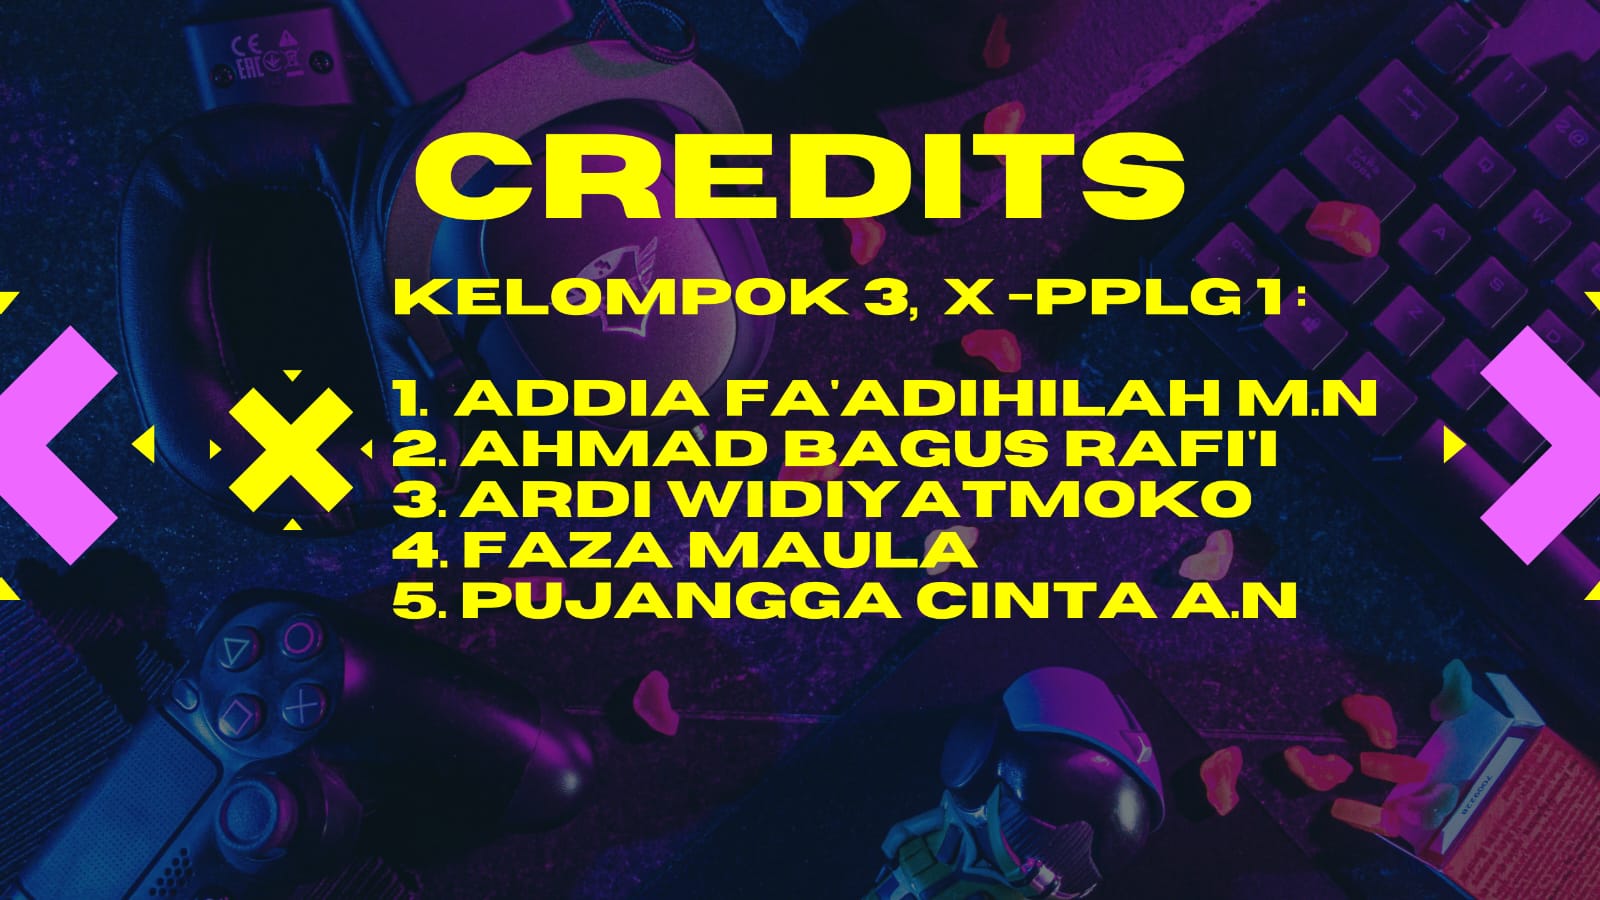 CREDITS
KELOMPOK 3, X -PPLG 1 :
1. ADDIA FA'ADIHILAH M.N
2. AHMAD BAGUS RAFI'I
3. ARDI WIDIYATMOKO
4. FAZA MAULA
5. PUJANGGA CINTA A.N